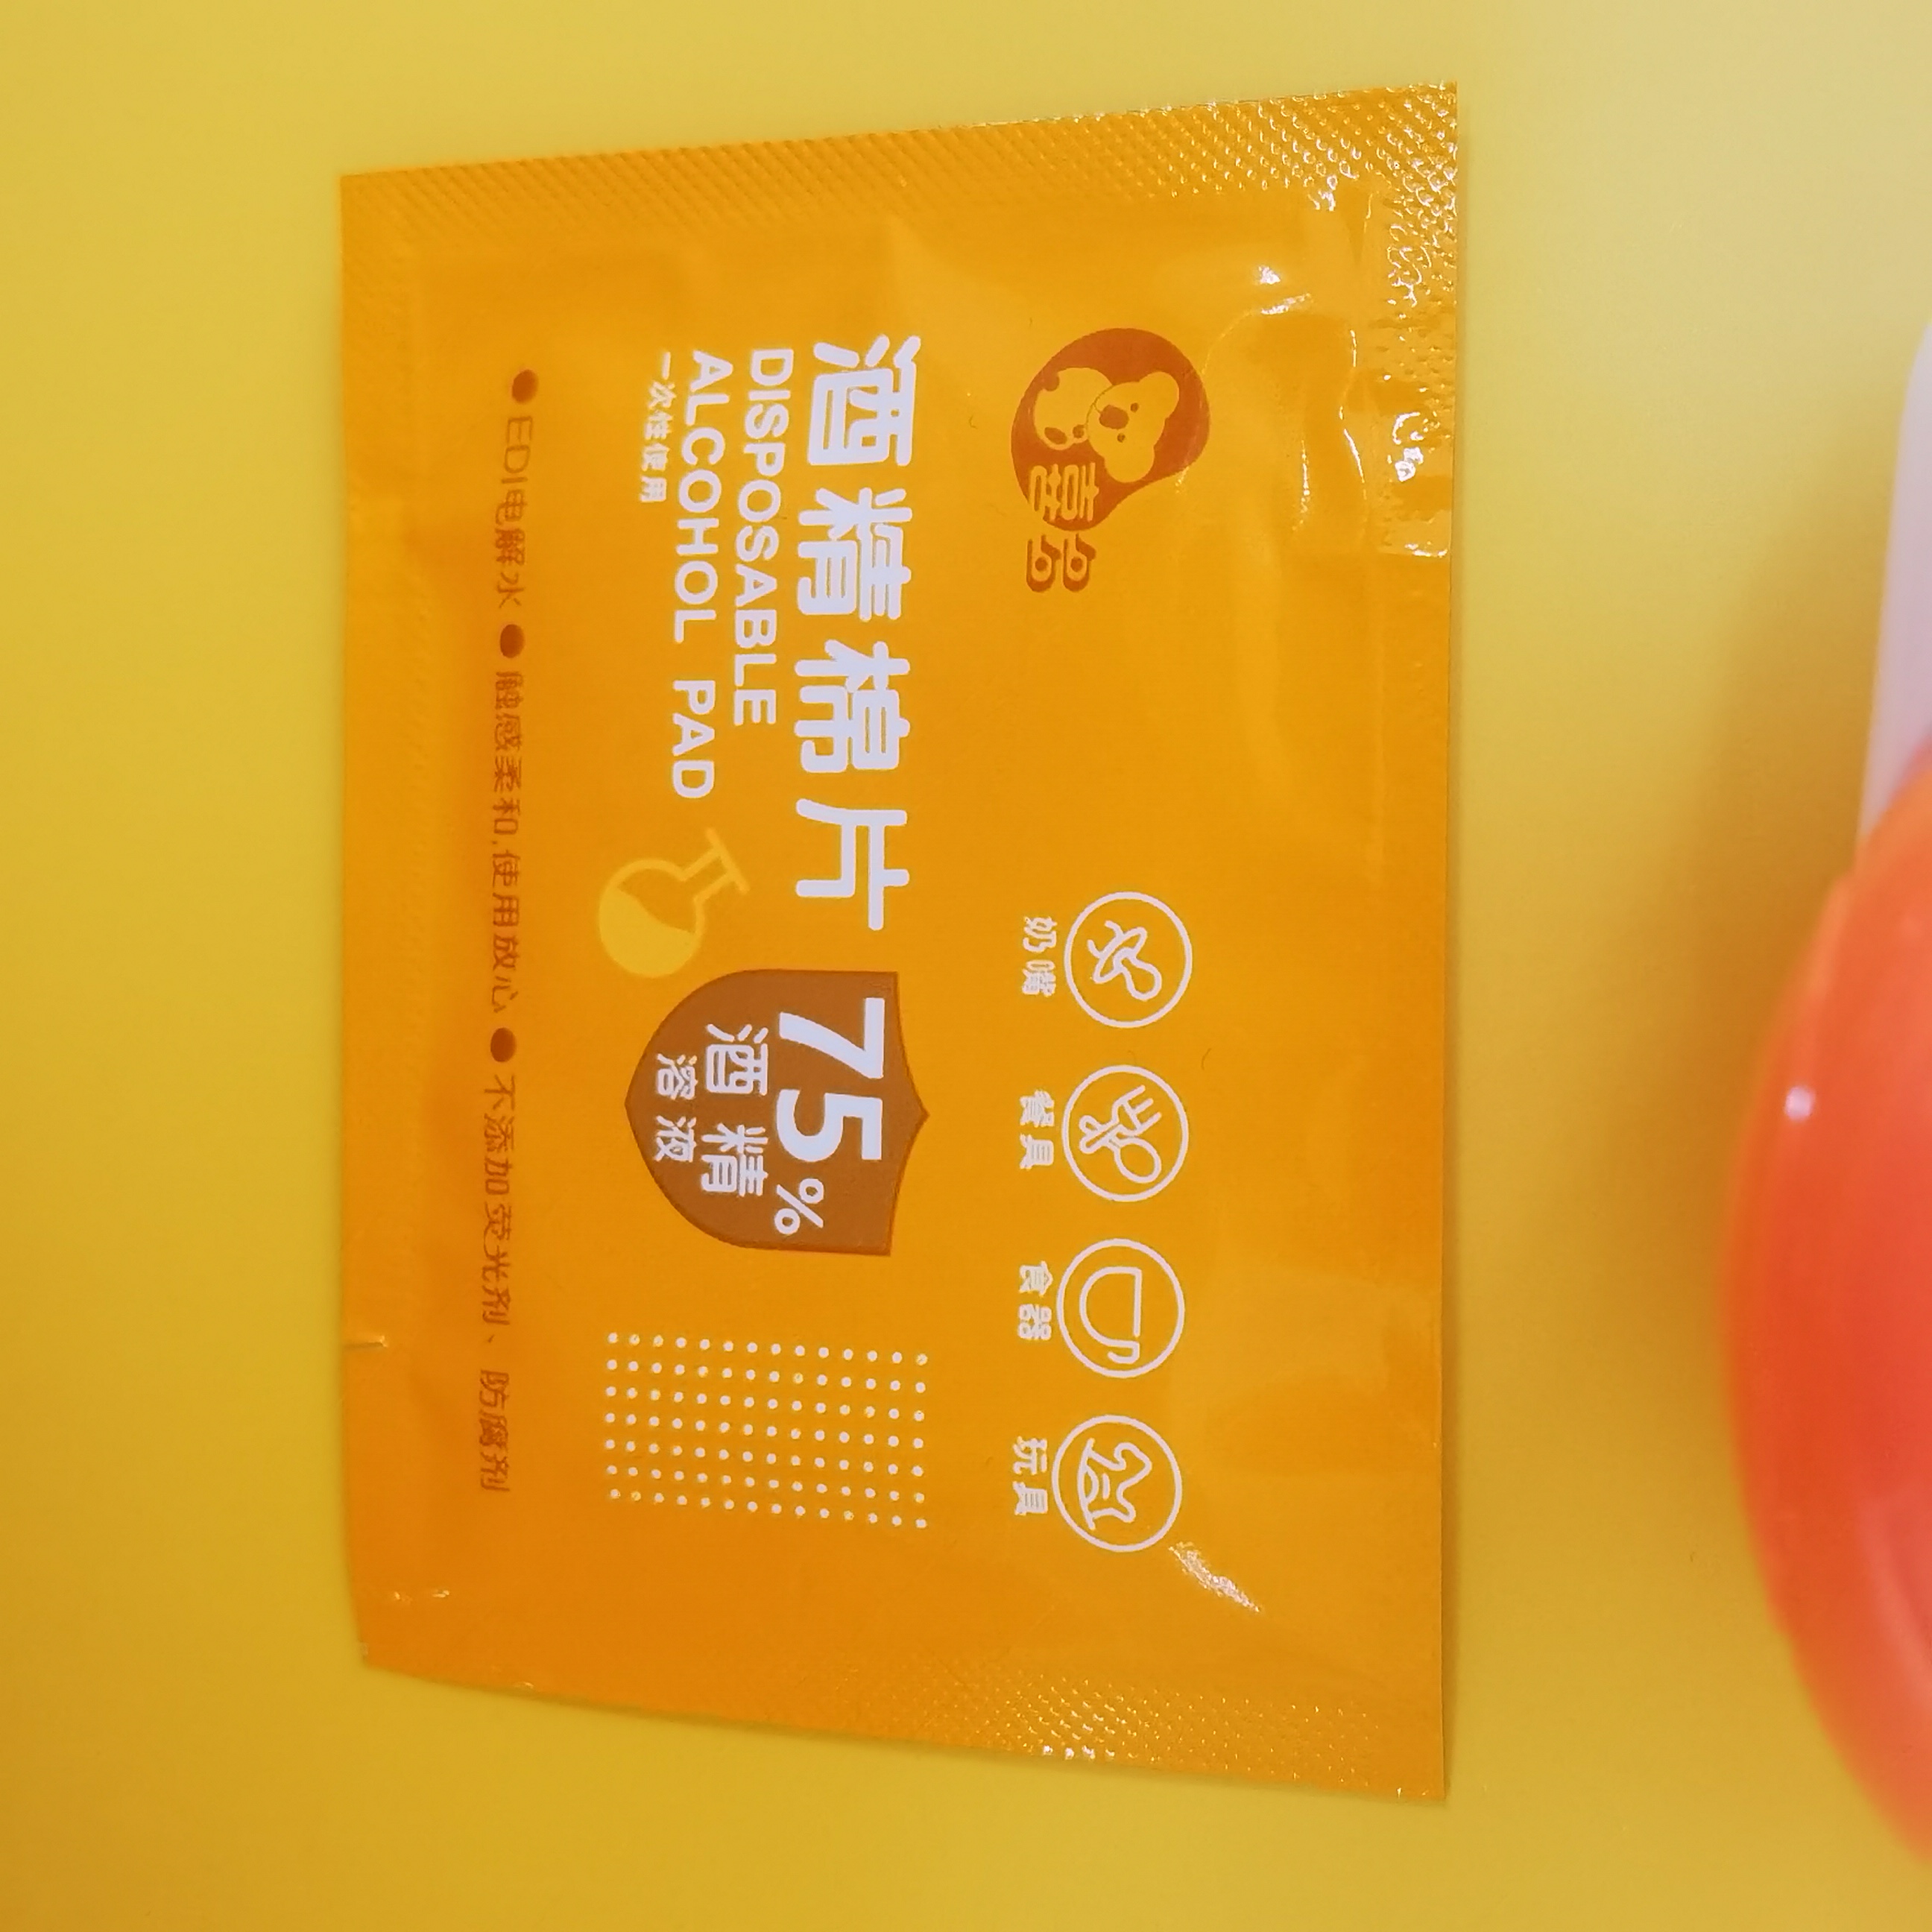 奶嘴
餐具
食器
玩具
酒精棉片
DISPOSABLE
ALCOHOL PAD
一次性使用
75%
酒精
溶液
● EDI电解水 ● 触感柔和,使用放心 ● 不添加荧光剂、防腐剂